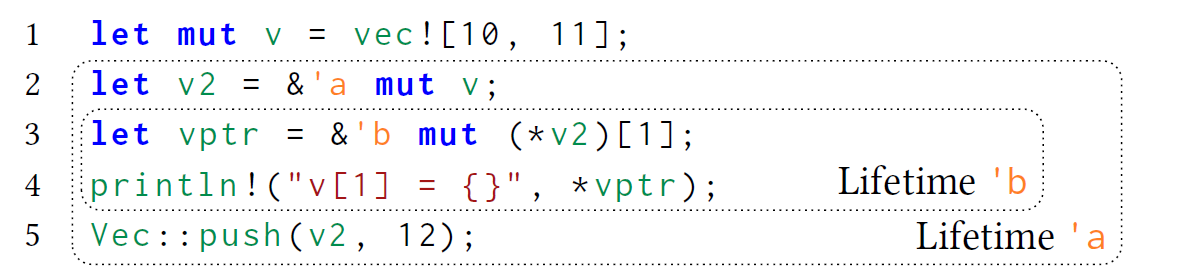 1 let mut v = vec![10, 11];
2 let v2 = &'a mut v;
3 let vptr = &'b mut (*v2)[1];
4 println!("v[1] = {}", *vptr); Lifetime 'b
5 Vec::push(v2, 12); Lifetime 'a